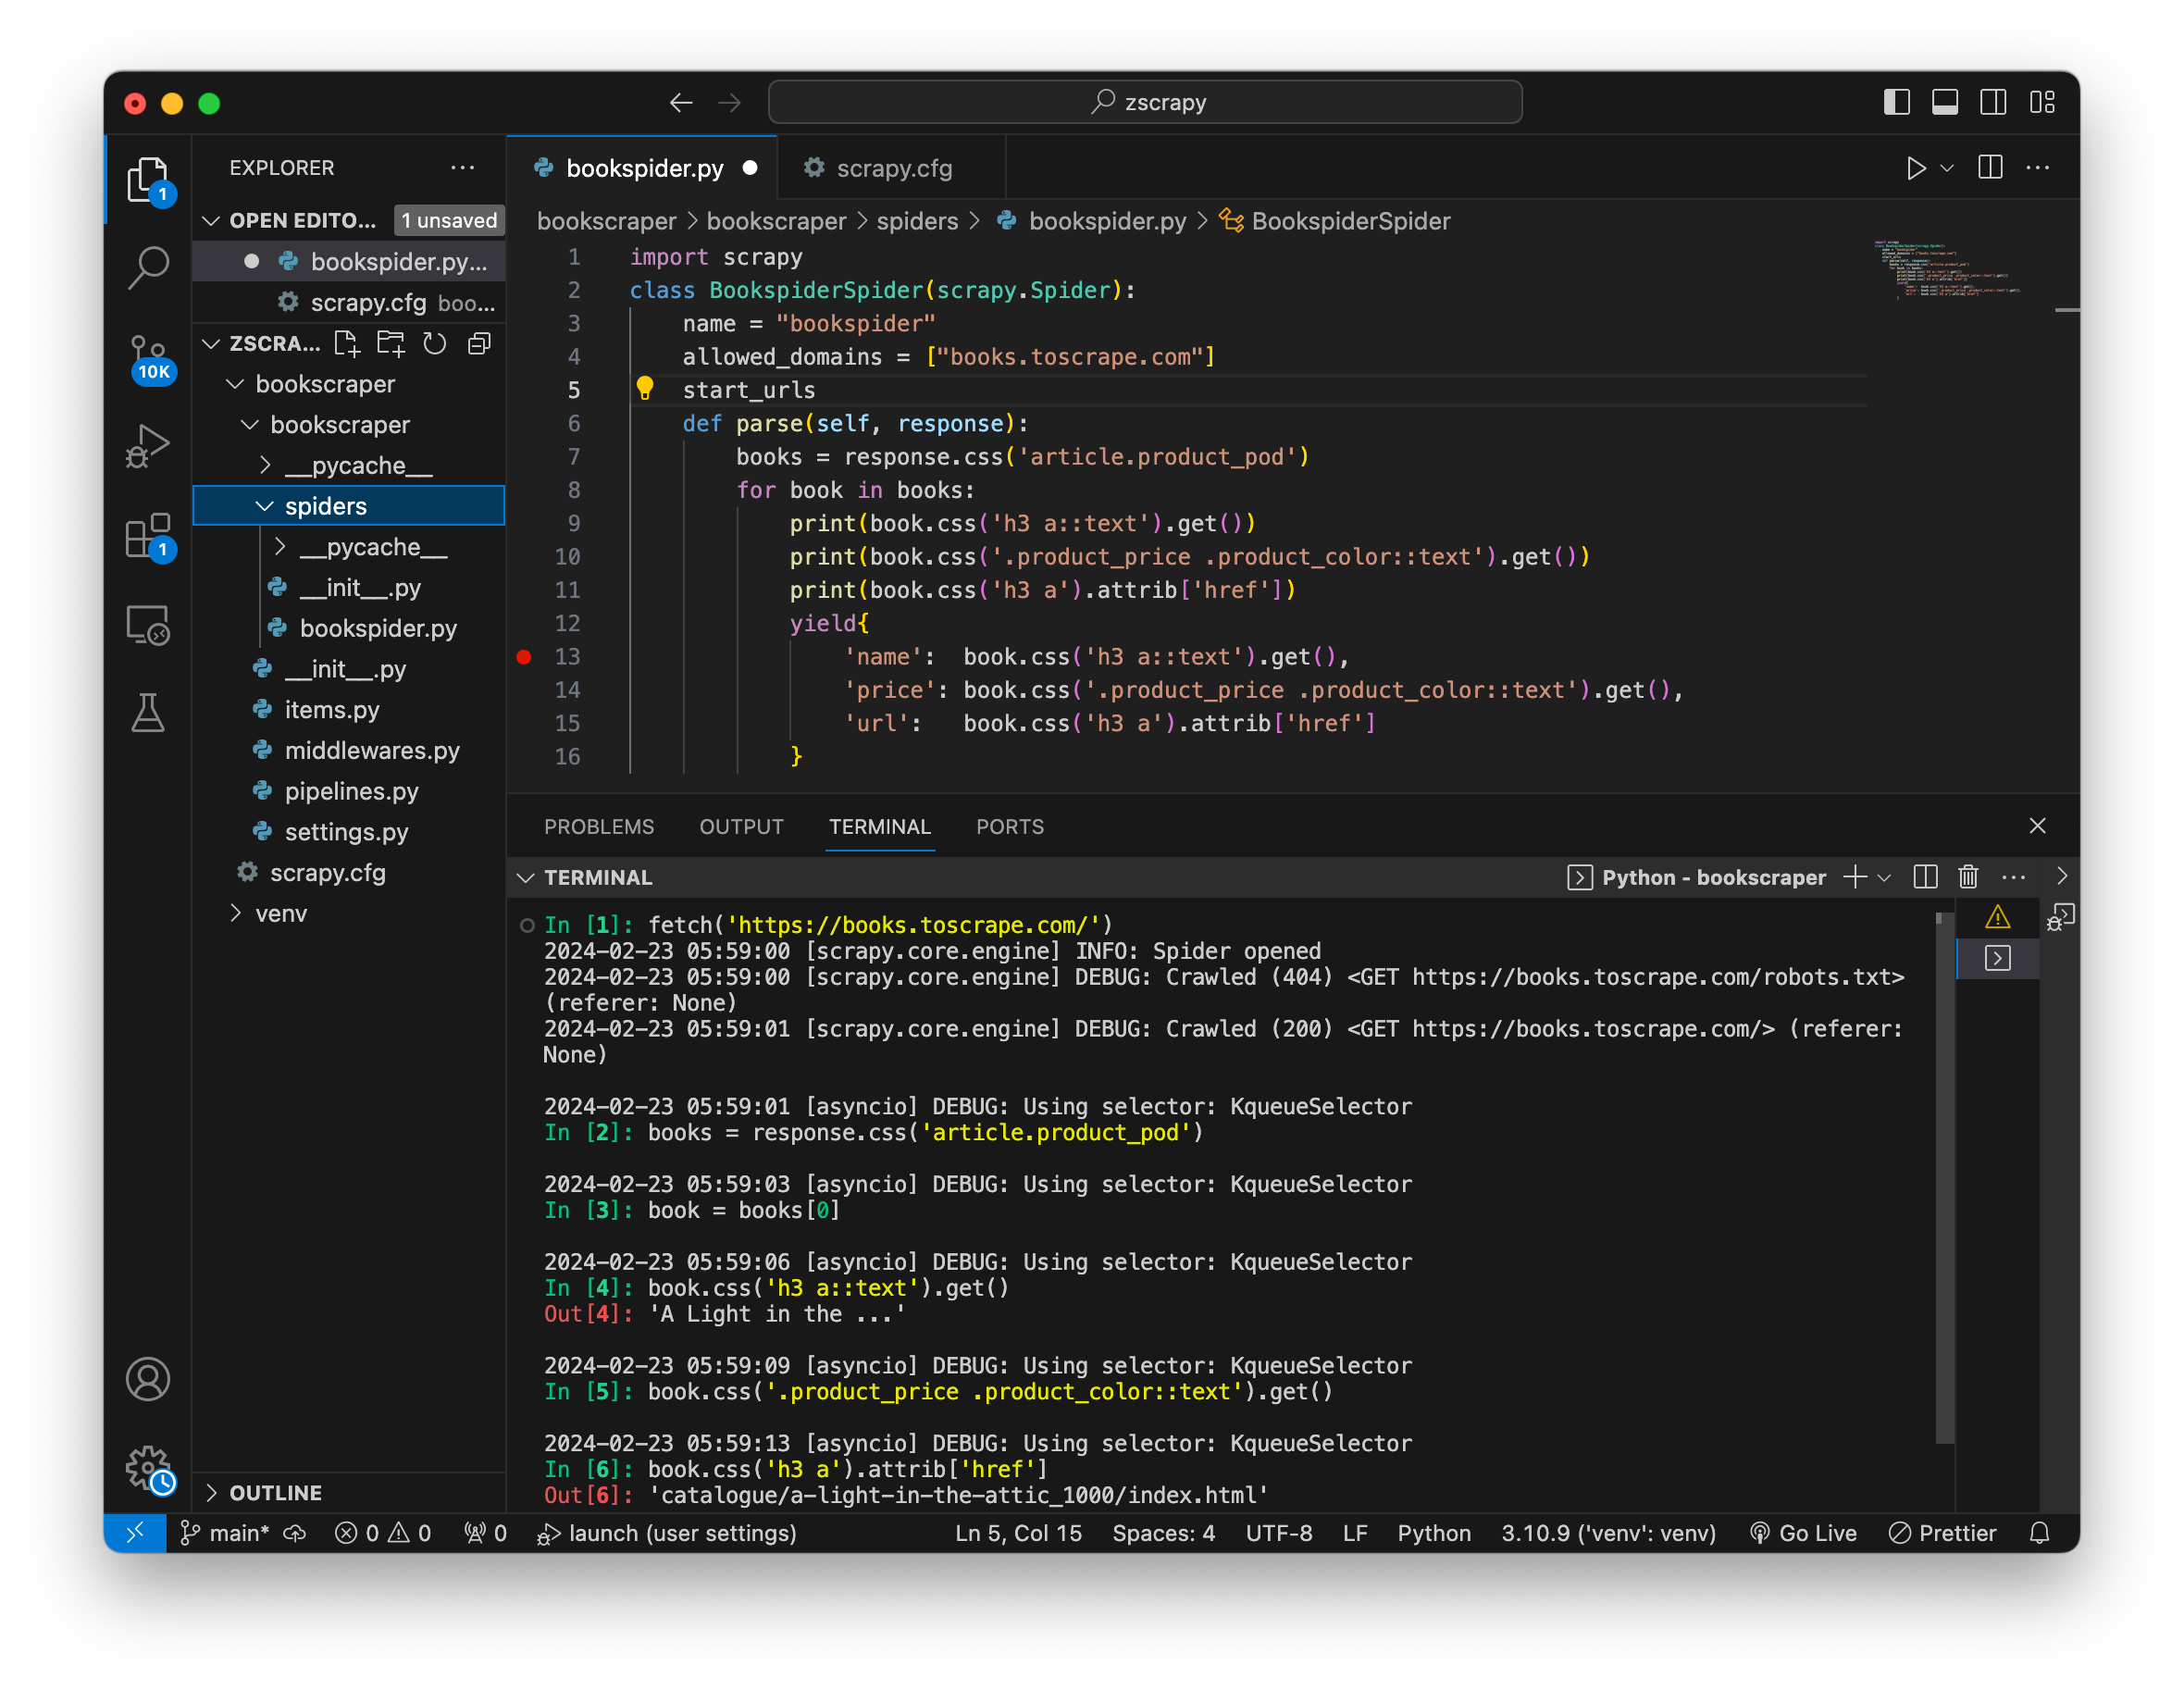 zscrapy
EXPLORER
OPEN EDITO... 1 unsaved
bookspider.py...
scrapy.cfg boo...
ZSCRA...
bookscraper
bookscraper
__pycache__
spiders
__pycache__
__init__.py
bookspider.py
__init__.py
items.py
middlewares.py
pipelines.py
settings.py
scrapy.cfg
venv
OUTLINE
1
10K
1
bookspider.py
scrapy.cfg
bookscraper > bookscraper > spiders > bookspider.py > BookspiderSpider
1 import scrapy
2 class BookspiderSpider(scrapy.Spider):
3     name = "bookspider"
4     allowed_domains = ["books.toscrape.com"]
5     start_urls
6     def parse(self, response):
7         books = response.css('article.product_pod')
8         for book in books:
9             print(book.css('h3 a::text').get())
10             print(book.css('.product_price .product_color::text').get())
11             print(book.css('h3 a').attrib['href'])
12             yield{
13                 'name':  book.css('h3 a::text').get(),
14                 'price': book.css('.product_price .product_color::text').get(),
15                 'url':   book.css('h3 a').attrib['href']
16             }
PROBLEMS OUTPUT TERMINAL PORTS
TERMINAL
Python - bookscraper
In [1]: fetch('https://books.toscrape.com/')
2024-02-23 05:59:00 [scrapy.core.engine] INFO: Spider opened
2024-02-23 05:59:00 [scrapy.core.engine] DEBUG: Crawled (404) <GET https://books.toscrape.com/robots.txt>
(referer: None)
2024-02-23 05:59:01 [scrapy.core.engine] DEBUG: Crawled (200) <GET https://books.toscrape.com/> (referer:
None)
2024-02-23 05:59:01 [asyncio] DEBUG: Using selector: KqueueSelector
In [2]: books = response.css('article.product_pod')
2024-02-23 05:59:03 [asyncio] DEBUG: Using selector: KqueueSelector
In [3]: book = books[0]
2024-02-23 05:59:06 [asyncio] DEBUG: Using selector: KqueueSelector
In [4]: book.css('h3 a::text').get()
Out[4]: 'A Light in the ...'
2024-02-23 05:59:09 [asyncio] DEBUG: Using selector: KqueueSelector
In [5]: book.css('.product_price .product_color::text').get()
2024-02-23 05:59:13 [asyncio] DEBUG: Using selector: KqueueSelector
In [6]: book.css('h3 a').attrib['href']
Out[6]: 'catalogue/a-light-in-the-attic_1000/index.html'
main* 0 0 0 launch (user settings) Ln 5, Col 15 Spaces: 4 UTF-8 LF Python 3.10.9 ('venv': venv) Go Live Prettier